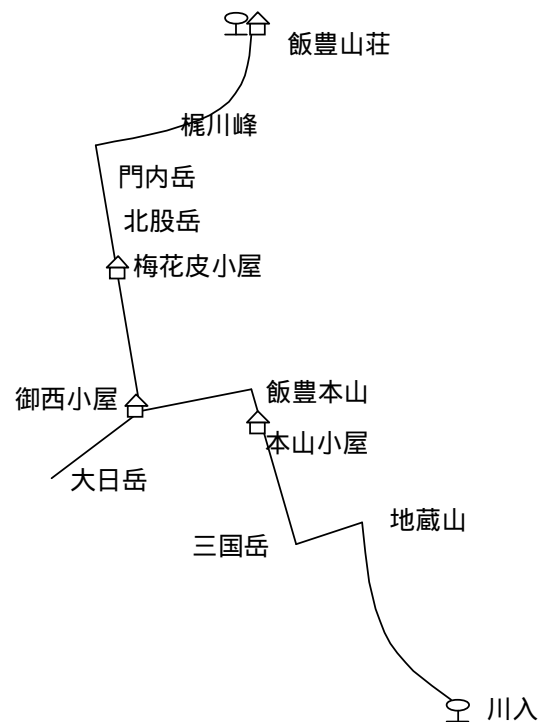 飯豊山荘
梶川峰
門内岳
北股岳
梅花皮小屋
御西小屋
飯豊本山
本山小屋
大日岳
地蔵山
三国岳
川入